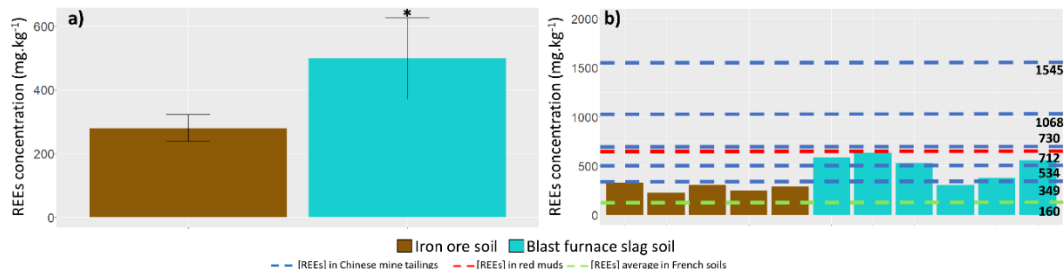 a)
REEs concentration (mg.kg⁻¹)
600
400
200
0
*
b)
REEs concentration (mg.kg⁻¹)
2000
1500
1000
500
0
1545
1068
730
712
534
349
160
Iron ore soil Blast furnace slag soil
[REEs] in Chinese mine tailings [REEs] in red muds [REEs] average in French soils